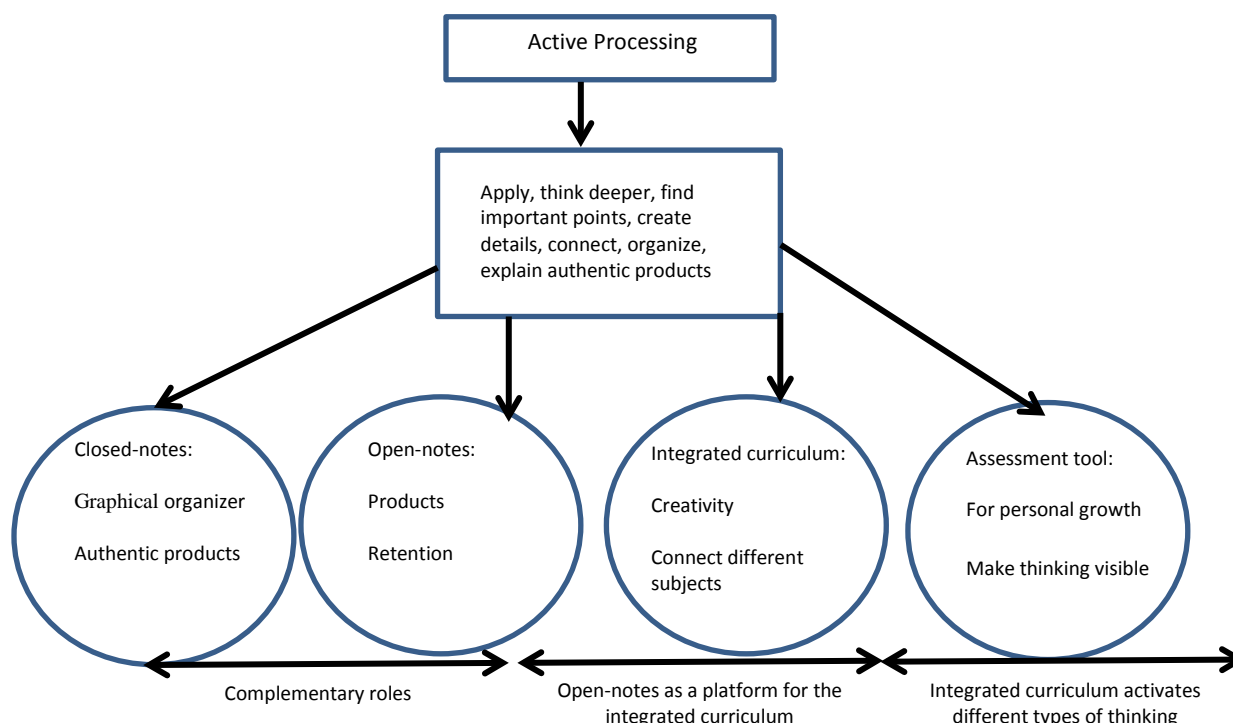 Active Processing
Apply, think deeper, find
important points, create
details, connect, organize,
explain authentic products
Closed-notes:
Graphical organizer
Authentic products
Open-notes:
Products
Retention
Integrated curriculum:
Creativity
Connect different
subjects
Assessment tool:
For personal growth
Make thinking visible
Complementary roles
Open-notes as a platform for the
integrated curriculum
Integrated curriculum activates
different types of thinking